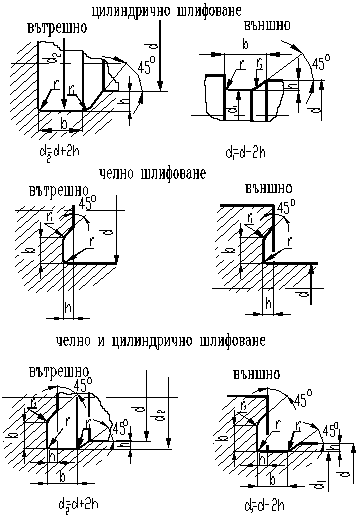 цилиндрично шлифоване
вътрешно
външно
d₂
r
r₁
45°
h
d
b
d₂=d+2h
b
r
r₁
45°
h
d₁
d
d₁=d-2h
челно шлифоване
вътрешно
външно
45°
r₁
b
r
d
h
45°
r₁
b
r
d
h
челно и цилиндрично шлифоване
вътрешно
външно
45°
r₁
r
r₁
45°
b
h
h
b
d
d₂
d₂=d+2h
45°
r₁
r
r
45°
b
h
h
b
d₁
d
d₁=d-2h